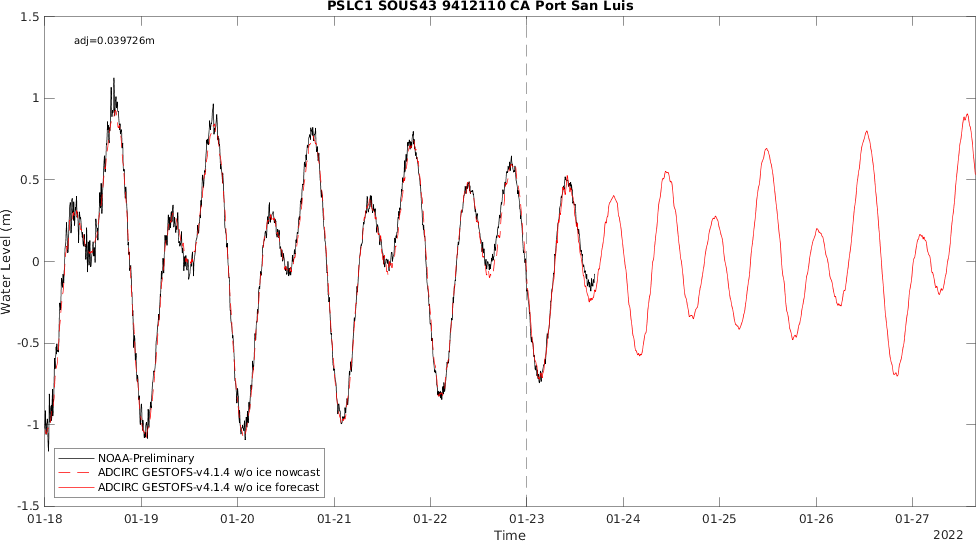 PSLC1 SOUS43 9412110 CA Port San Luis
adj=0.039726m
1.5
1
0.5
0
-0.5
-1
-1.5
Water Level (m)
NOAA-Preliminary
ADCIRC GESTOFS-v4.1.4 w/o ice nowcast
ADCIRC GESTOFS-v4.1.4 w/o ice forecast
01-18 01-19 01-20 01-21 01-22 01-23 01-24 01-25 01-26 01-27
Time
2022